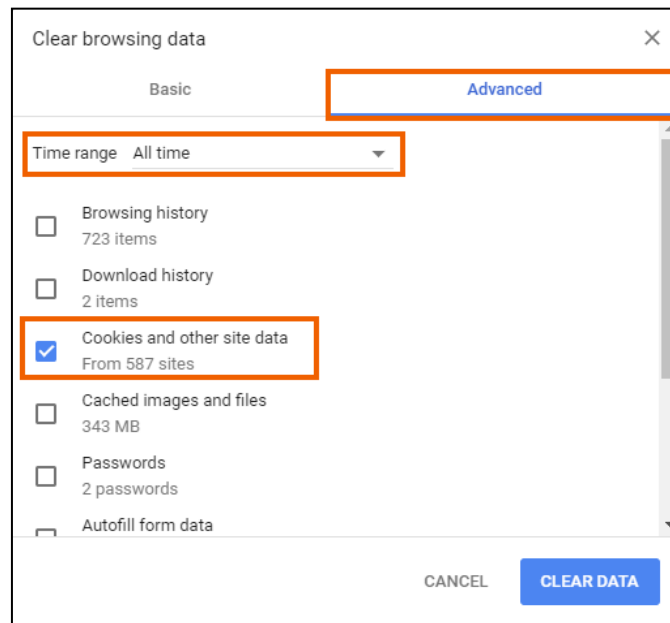 Clear browsing data
Basic
Advanced
Time range All time
Browsing history
723 items
Download history
2 items
Cookies and other site data
From 587 sites
Cached images and files
343 MB
Passwords
2 passwords
Autofill form data
CANCEL
CLEAR DATA